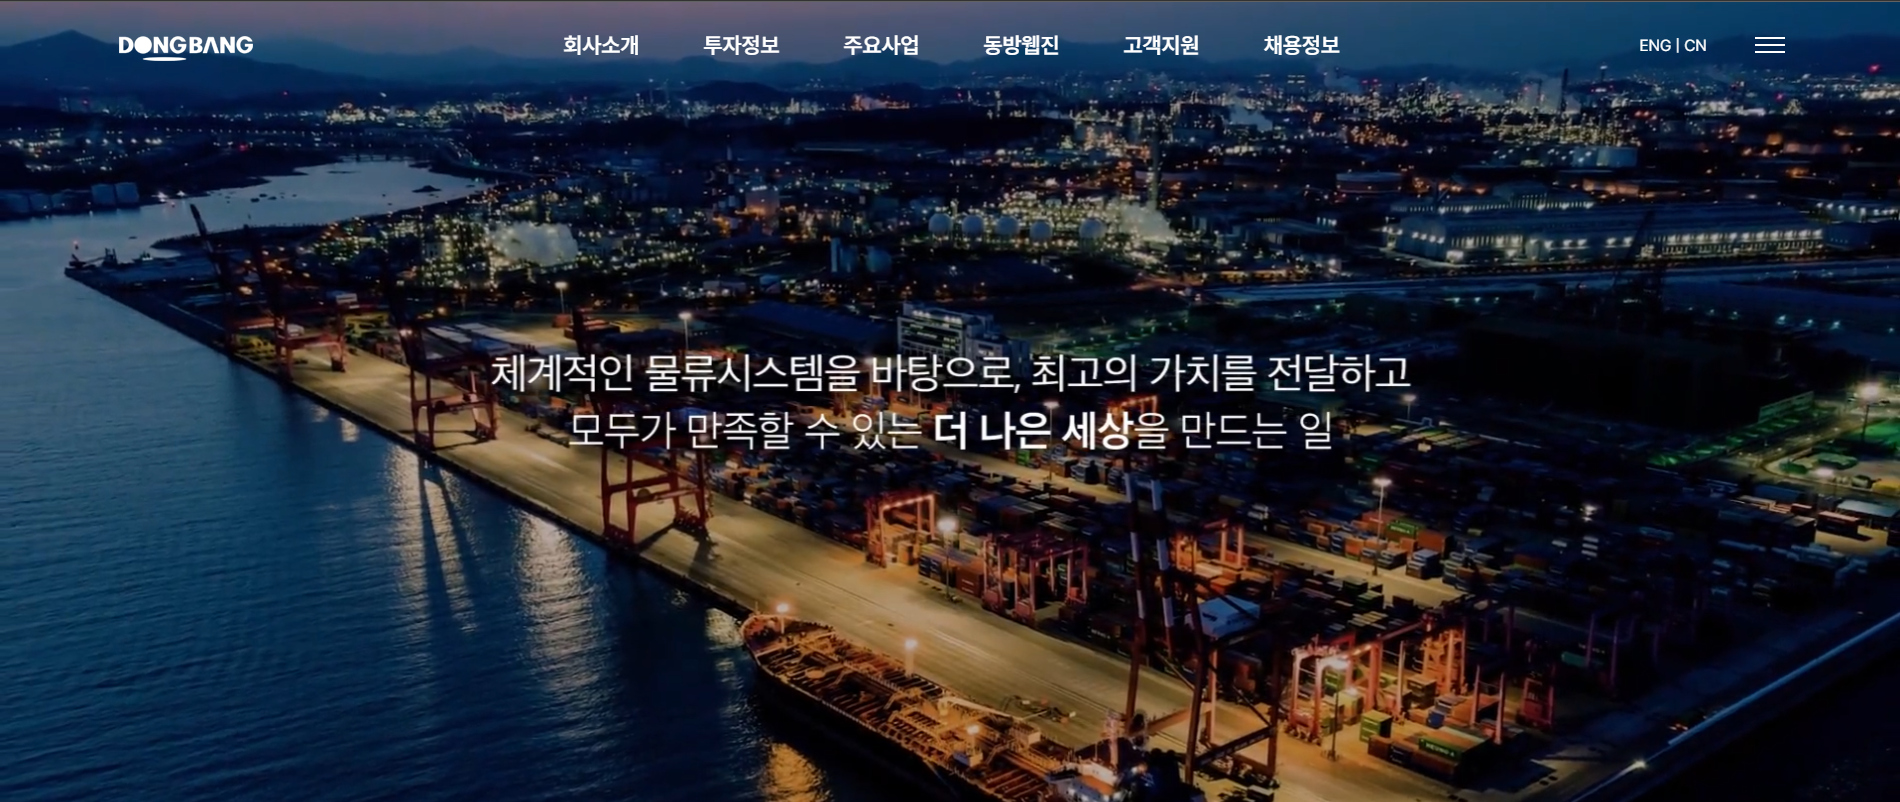 DONGBANG
회사소개
투자정보
주요사업
동방웹진
고객지원
채용정보
ENG | CN
체계적인 물류시스템을 바탕으로, 최고의 가치를 전달하고
모두가 만족할 수 있는 더 나은 세상을 만드는 일